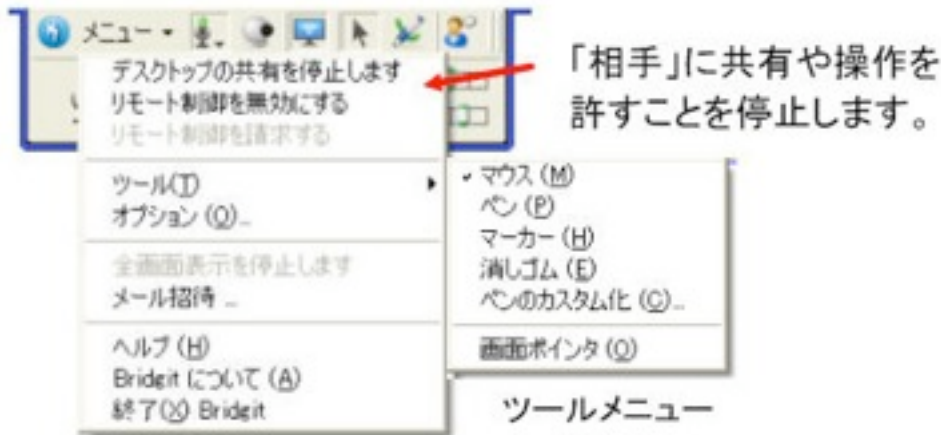 メニュー
デスクトップの共有を停止します
リモート制御を無効にする
リモート制御を請求する
ツール(T)
オプション (O)...
全画面表示を停止します
メール招待 ...
ヘルプ (H)
Bridgit について (A)
終了(X) Bridgit
「相手」に共有や操作を
許すことを停止します。
マウス (M)
ペン (P)
マーカー (H)
消しゴム (E)
ペンのカスタム化 (C)...
画面ポインタ (O)
ツールメニュー